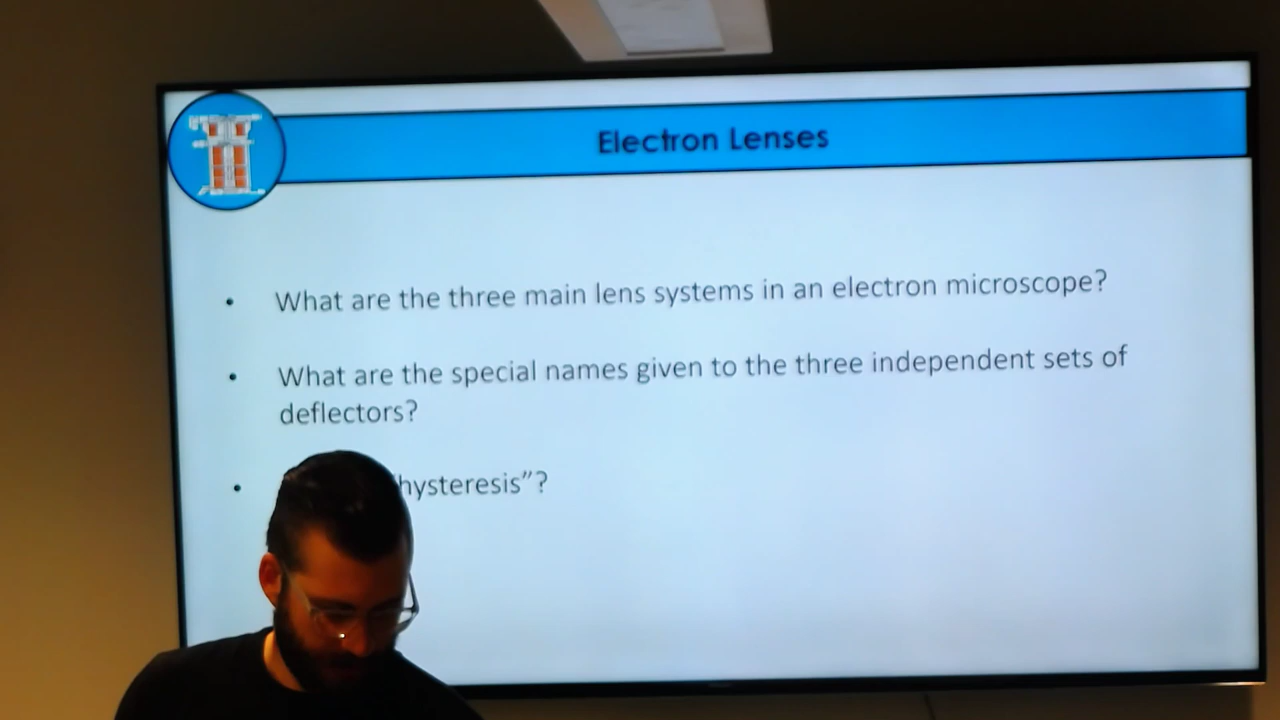 Electron Lenses
• What are the three main lens systems in an electron microscope?
• What are the special names given to the three independent sets of
deflectors?
• hysteresis”?